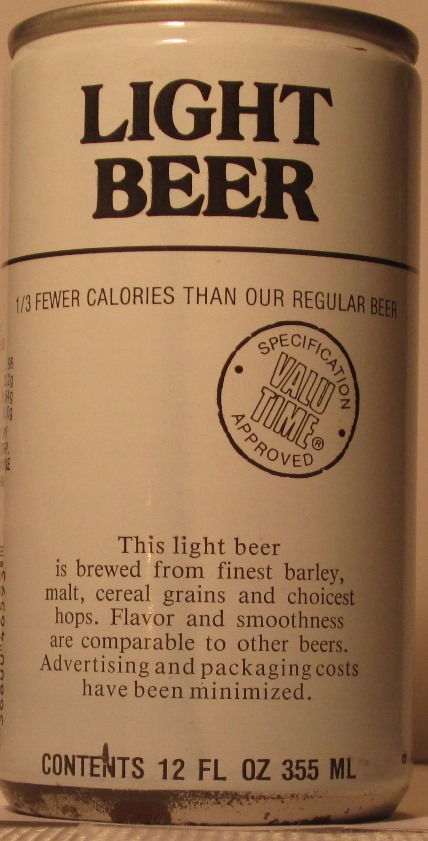 LIGHT
BEER
1/3 FEWER CALORIES THAN OUR REGULAR BEER
SPECIFICATION
VALU
TIME®
APPROVED
This light beer
is brewed from finest barley,
malt, cereal grains and choicest
hops. Flavor and smoothness
are comparable to other beers.
Advertising and packaging costs
have been minimized.
CONTENTS 12 FL OZ 355 ML